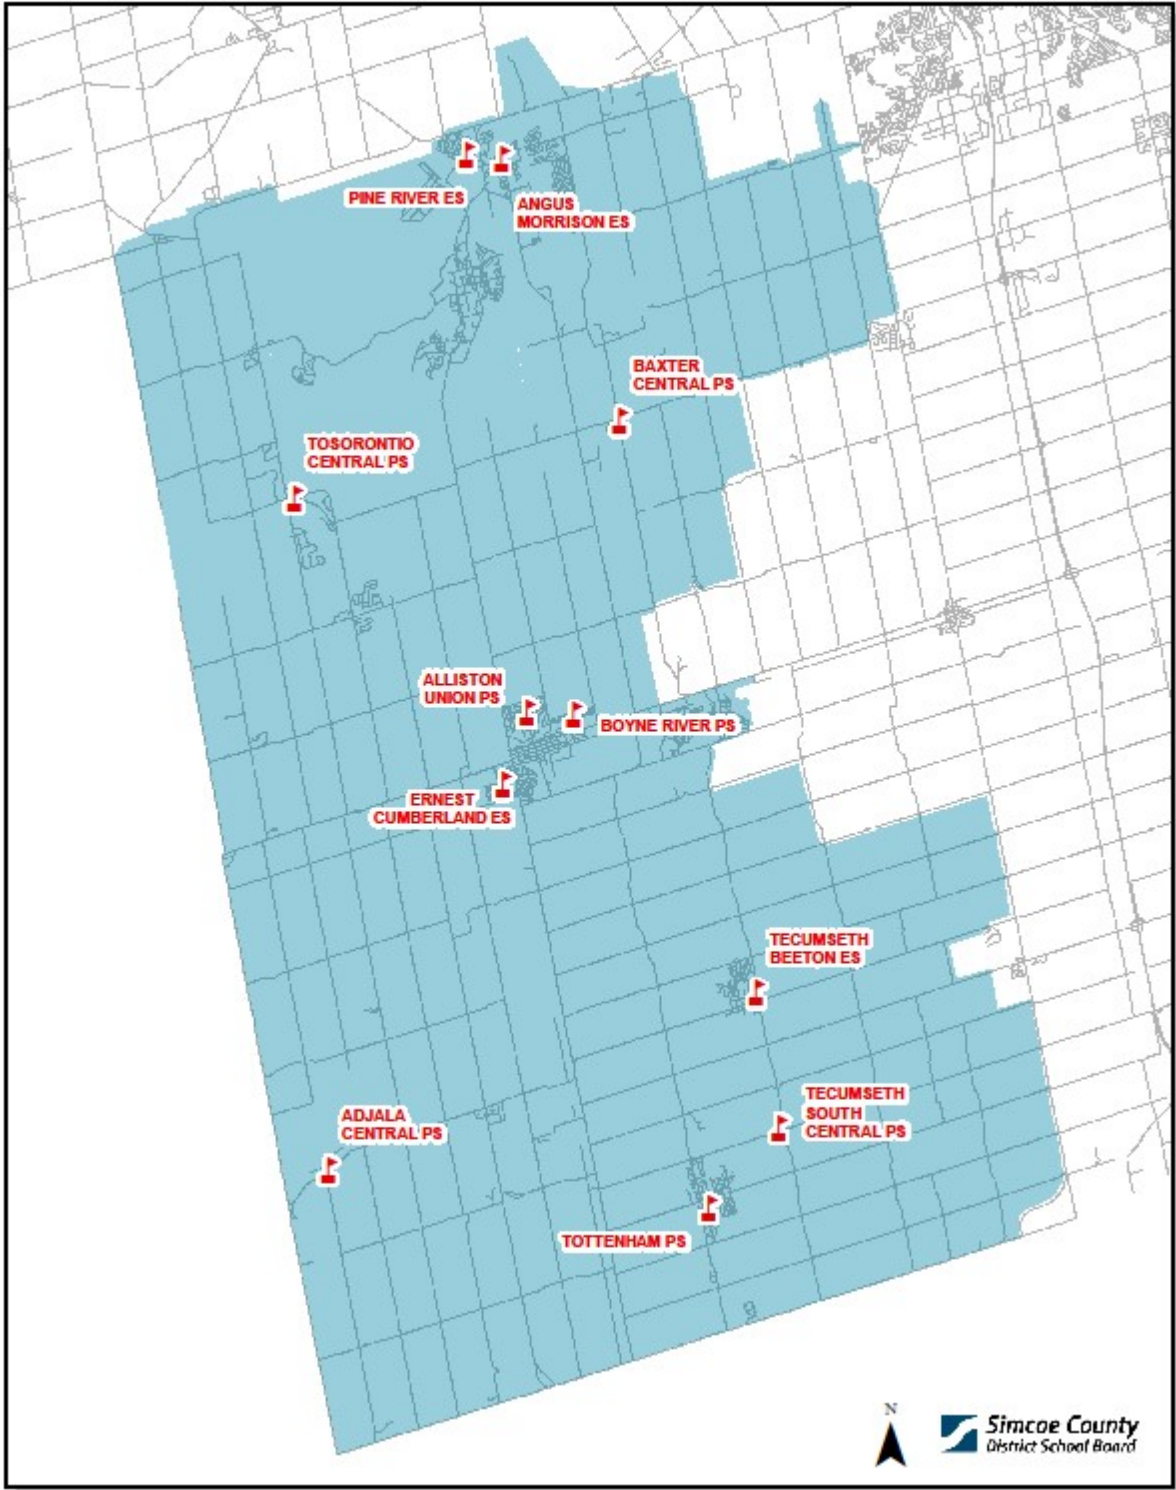 PINE RIVER ES
ANGUS
MORRISON ES
BAXTER
CENTRAL PS
TOSORONTIO
CENTRAL PS
ALLISTON
UNION PS
BOYNE RIVER PS
ERNEST
CUMBERLAND ES
TECUMSETH
BEETON ES
TECUMSETH
SOUTH
CENTRAL PS
ADJALA
CENTRAL PS
TOTTENHAM PS
N
Simcoe County
District School Board